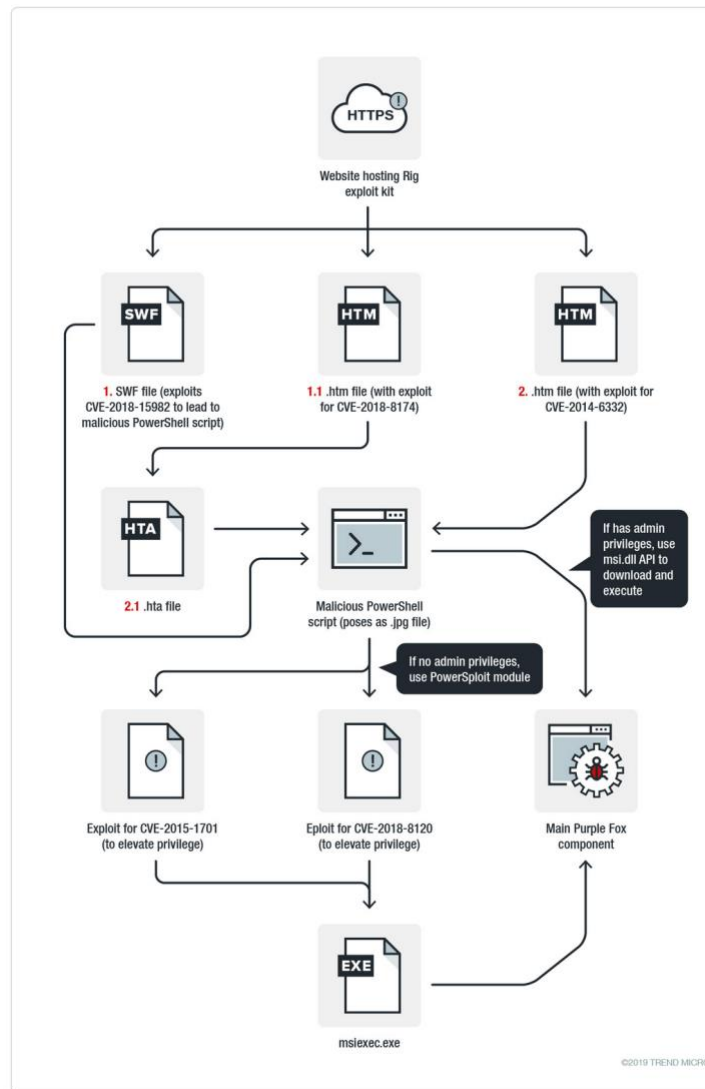 HTTPS
Website hosting Rig
exploit kit
SWF
HTM
HTM
1. SWF file (exploits
CVE-2018-15982 to lead to
malicious PowerShell script)
1.1 .htm file (with exploit
for CVE-2018-8174)
2. .htm file (with exploit for
CVE-2014-6332)
HTA
2.1 .hta file
Malicious PowerShell
script (poses as .jpg file)
If has admin
privileges, use
msi.dll API to
download and
execute
If no admin privileges,
use PowerSploit module
Exploit for CVE-2015-1701
(to elevate privilege)
Eploit for CVE-2018-8120
(to elevate privilege)
Main Purple Fox
component
EXE
msiexec.exe
©2019 TREND MICRO